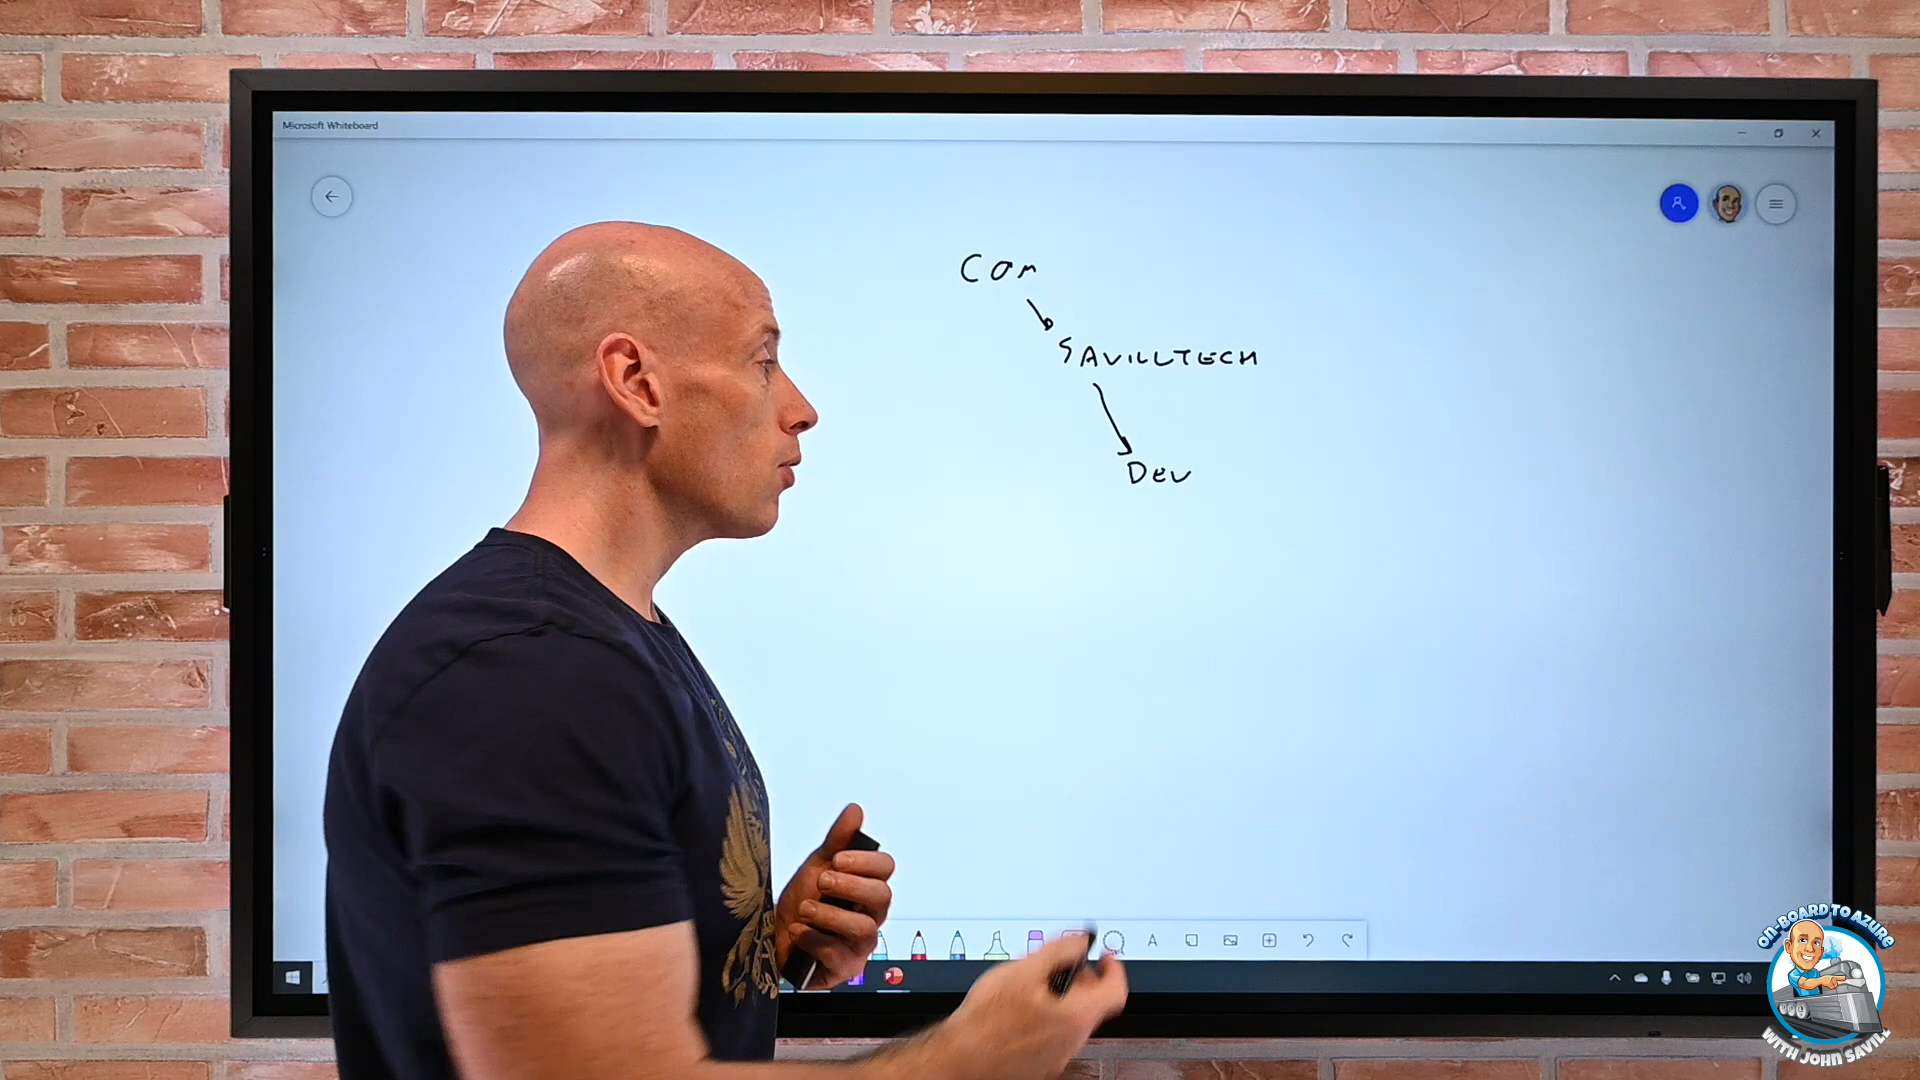 Microsoft Whiteboard
COM
SAVILLTECH
Dev
A
ON-BOARD TO AZURE
WITH JOHN SAVILL